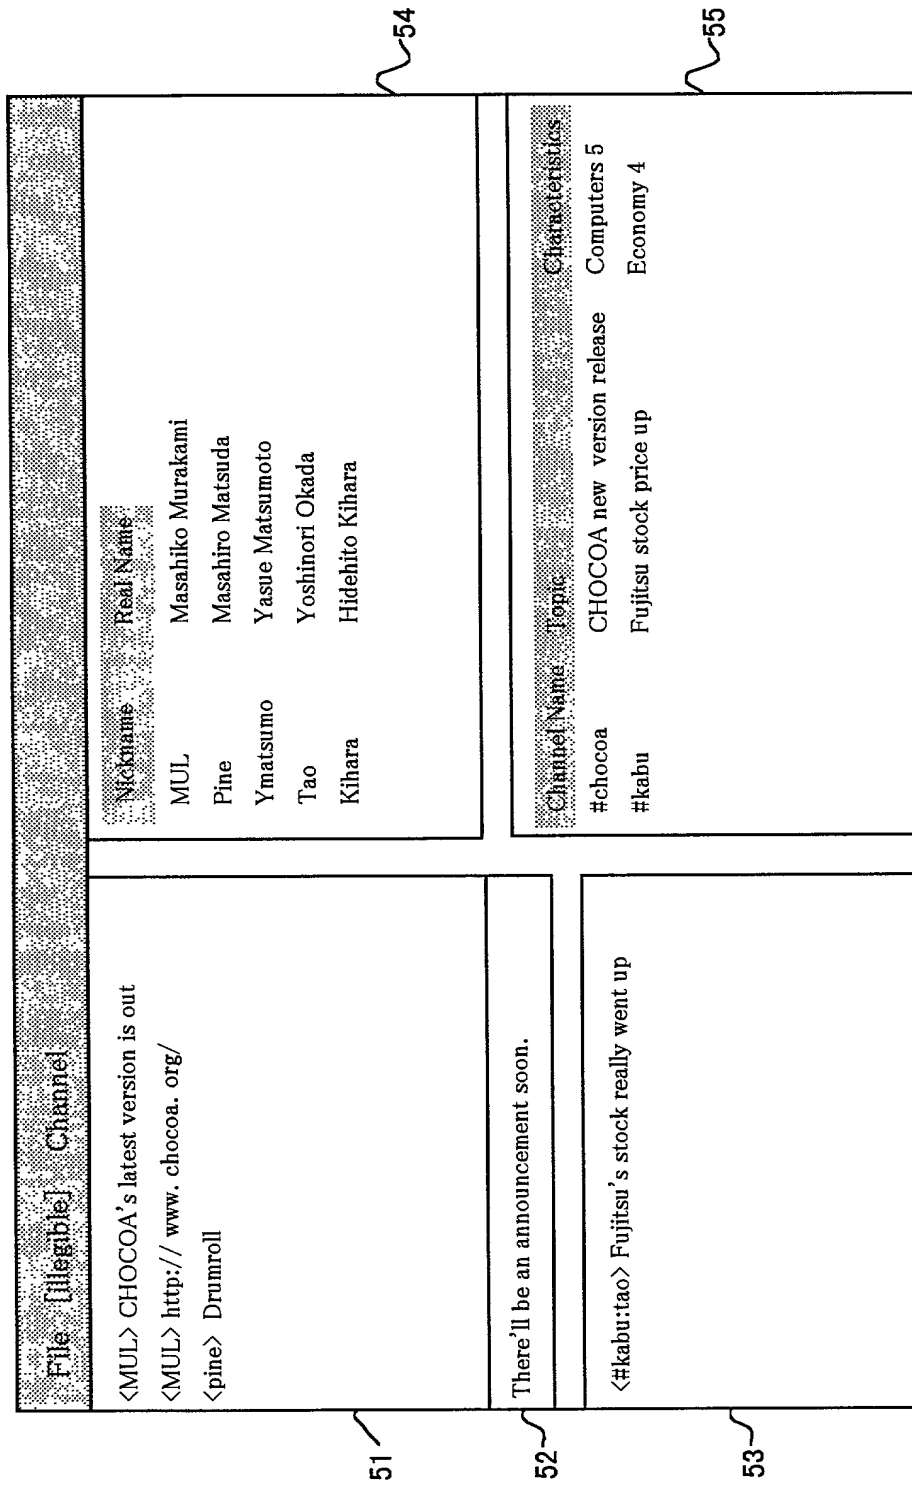 File [illegible] Channel
<MUL> CHOCOA's latest version is out
<MUL> http:// www. chocoa. org/
<pine> Drumroll
There'll be an announcement soon.
<#kabu:tao> Fujitsu's stock really went up
Nickname Real Name
MUL Masahiko Murakami
Pine Masahiro Matsuda
Ymatsumo Yasue Matsumoto
Tao Yoshinori Okada
Kihara Hidehito Kihara
Channel Name Topic Characteristics
#chocoa CHOCOA new version release Computers 5
#kabu Fujitsu stock price up Economy 4
51
52
53
54
55